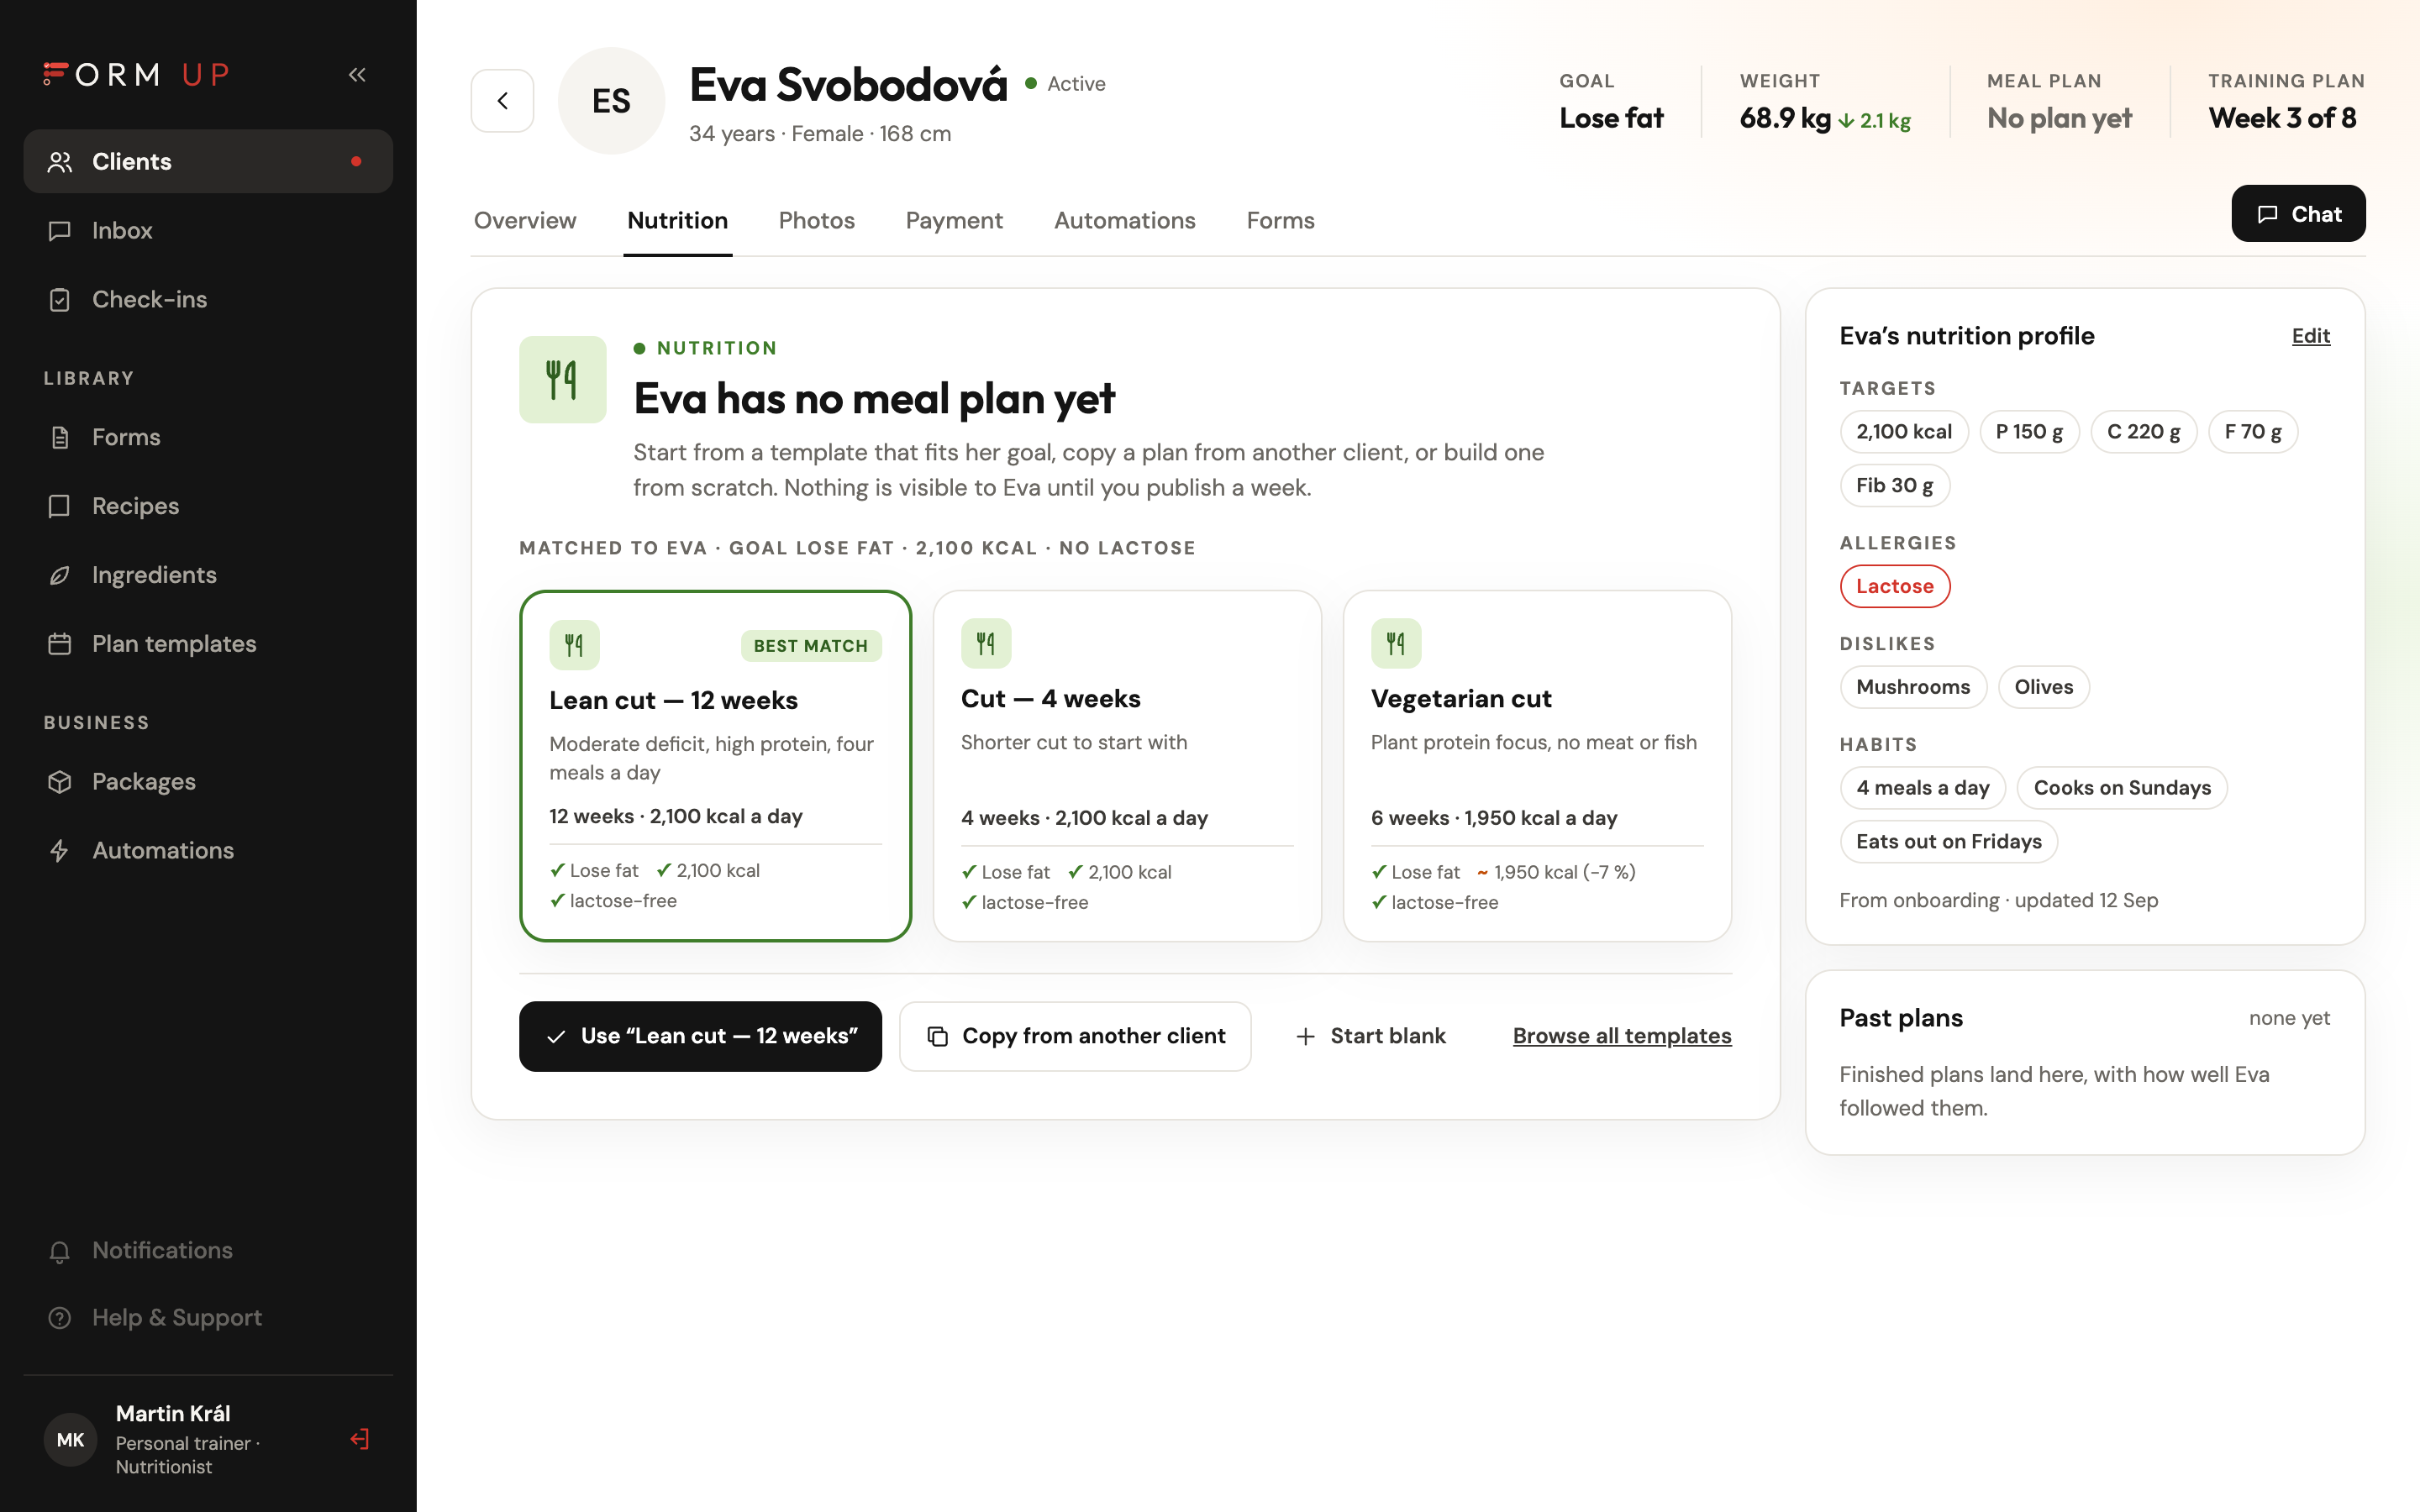 FORM UP
Clients
Inbox
Check-ins
LIBRARY
Forms
Recipes
Ingredients
Plan templates
BUSINESS
Packages
Automations
Notifications
Help & Support
MK
Martin Král
Personal trainer ·
Nutritionist
ES
Eva Svobodová
Active
34 years · Female · 168 cm
GOAL
Lose fat
WEIGHT
68.9 kg ↓ 2.1 kg
MEAL PLAN
No plan yet
TRAINING PLAN
Week 3 of 8
Overview
Nutrition
Photos
Payment
Automations
Forms
Chat
NUTRITION
Eva has no meal plan yet
Start from a template that fits her goal, copy a plan from another client, or build one
from scratch. Nothing is visible to Eva until you publish a week.
MATCHED TO EVA · GOAL LOSE FAT · 2,100 KCAL · NO LACTOSE
BEST MATCH
Lean cut — 12 weeks
Moderate deficit, high protein, four
meals a day
12 weeks · 2,100 kcal a day
✓ Lose fat ✓ 2,100 kcal
✓ lactose-free
Cut — 4 weeks
Shorter cut to start with
4 weeks · 2,100 kcal a day
✓ Lose fat ✓ 2,100 kcal
✓ lactose-free
Vegetarian cut
Plant protein focus, no meat or fish
6 weeks · 1,950 kcal a day
✓ Lose fat ~ 1,950 kcal (−7 %)
✓ lactose-free
Use “Lean cut — 12 weeks”
Copy from another client
Start blank
Browse all templates
Eva’s nutrition profile
Edit
TARGETS
2,100 kcal
P 150 g
C 220 g
F 70 g
Fib 30 g
ALLERGIES
Lactose
DISLIKES
Mushrooms
Olives
HABITS
4 meals a day
Cooks on Sundays
Eats out on Fridays
From onboarding · updated 12 Sep
Past plans
none yet
Finished plans land here, with how well Eva
followed them.